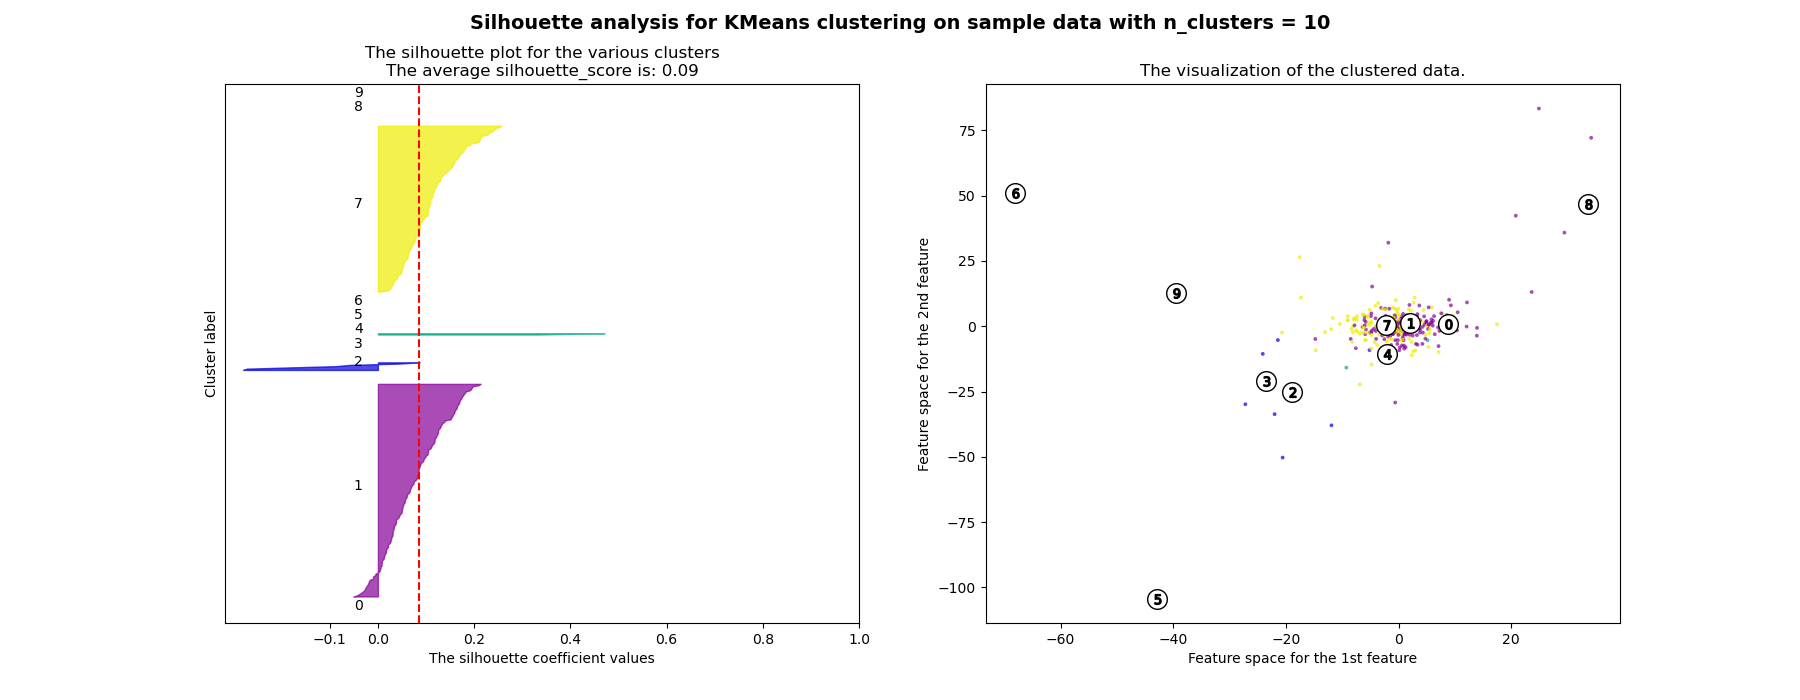 Silhouette analysis for KMeans clustering on sample data with n_clusters = 10
The silhouette plot for the various clusters
The average silhouette_score is: 0.09
9
8
7
6
5
4
3
2
1
0
Cluster label
−0.1 0.0 0.2 0.4 0.6 0.8 1.0
The silhouette coefficient values
The visualization of the clustered data.
75
50
25
0
−25
−50
−75
−100
Feature space for the 2nd feature
6
8
9
7 1 0
4
3
2
5
−60 −40 −20 0 20
Feature space for the 1st feature